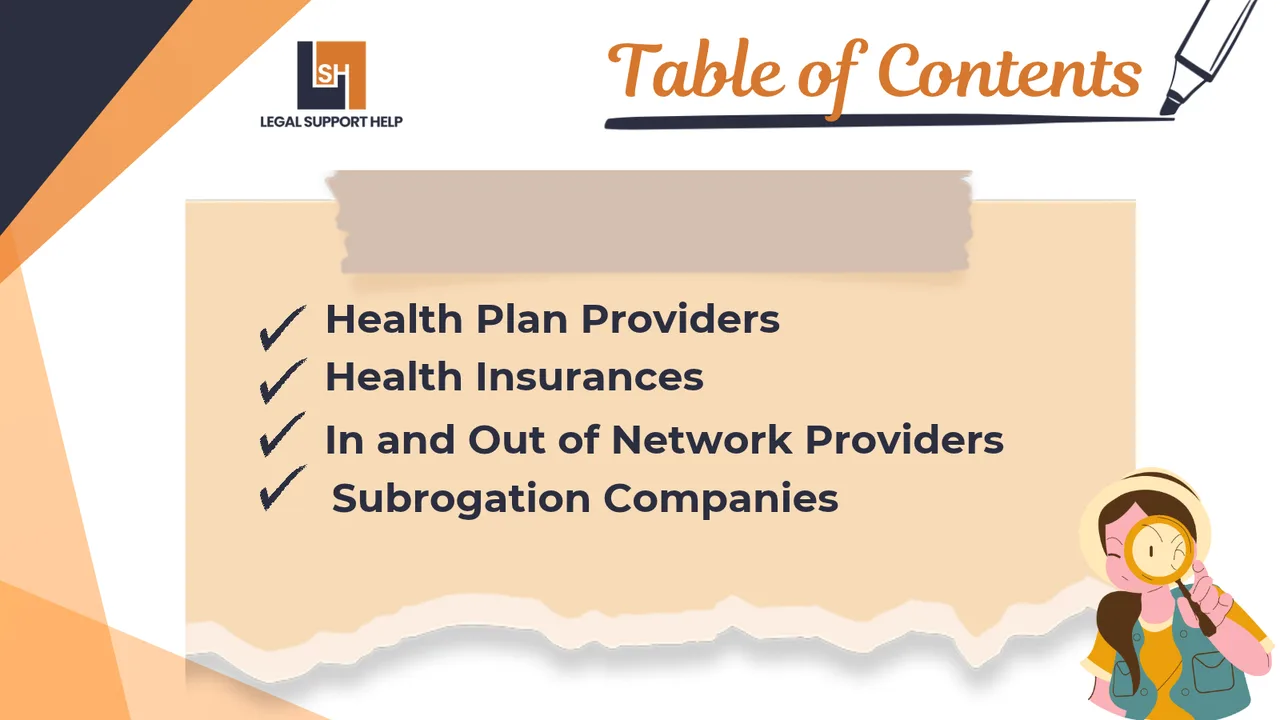 LSH
LEGAL SUPPORT HELP
Table of Contents
Health Plan Providers
Health Insurances
In and Out of Network Providers
Subrogation Companies